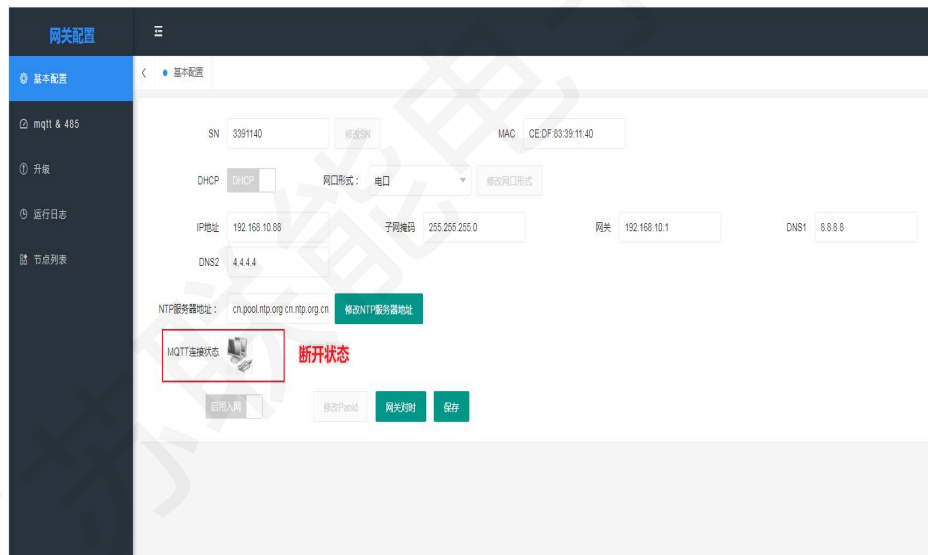 网关配置
基本配置
mqtt & 485
升级
运行日志
节点列表
基本配置
SN 3391140 修改SN MAC CE:DF:83:39:11:40
DHCP DHCP 网口形式： 电口 修改网口形式
IP地址 192.168.10.88 子网掩码 255.255.255.0 网关 192.168.10.1 DNS1 8.8.8.8
DNS2 4.4.4.4
NTP服务器地址： cn.pool.ntp.org cn.ntp.org.cn 修改NTP服务器地址
MQTT连接状态 断开状态
启用入网 修改Panid 网关对时 保存
苏联能电子